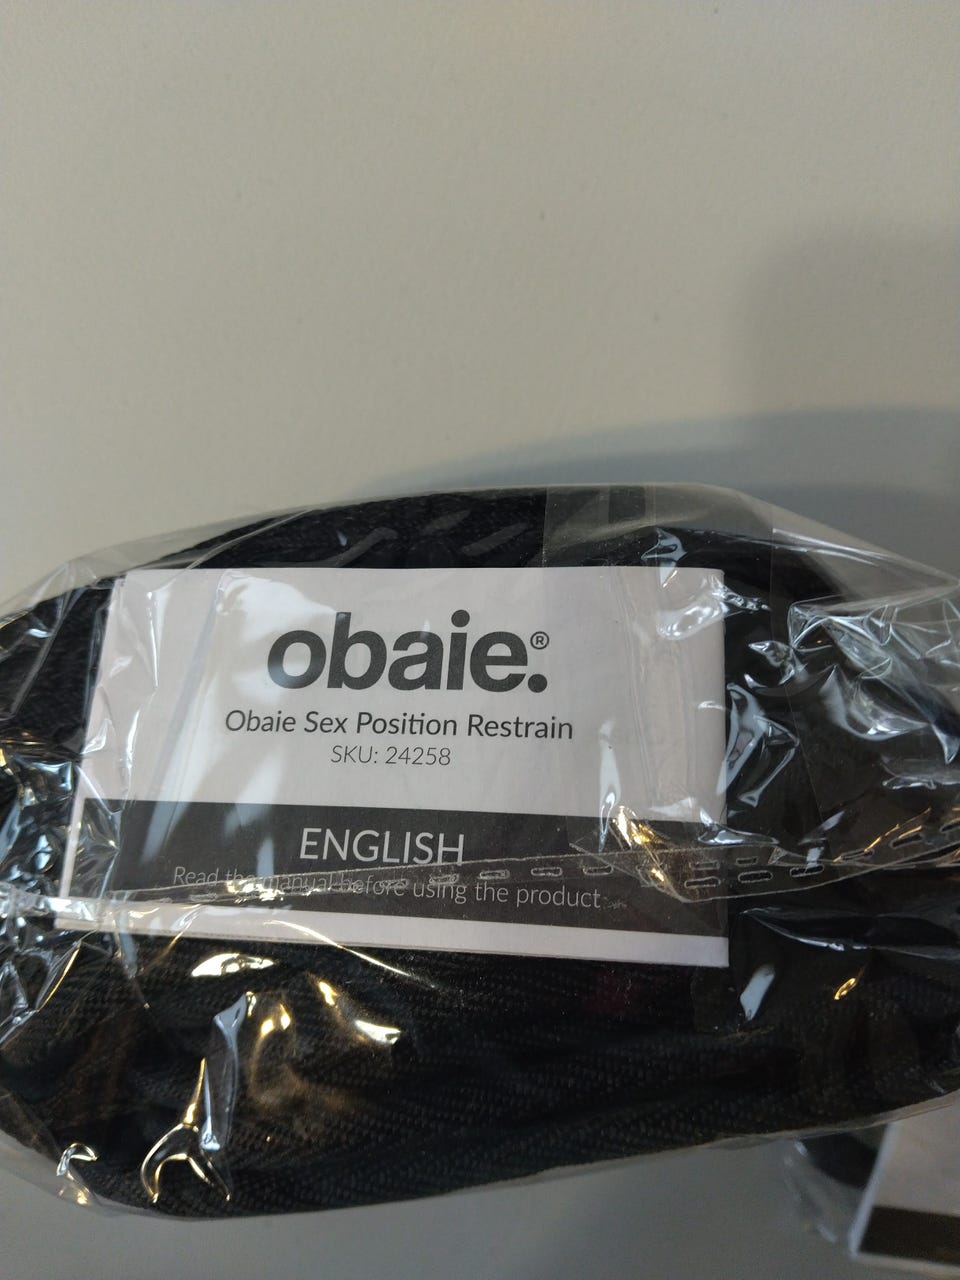 obaie.®
Obaie Sex Position Restrain
SKU: 24258
ENGLISH
Read the manual before using the product.